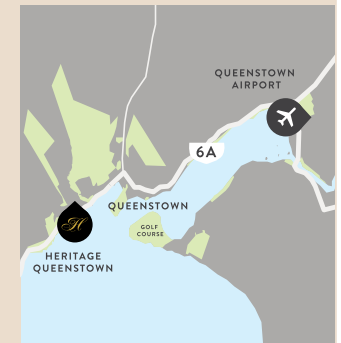 QUEENSTOWN
AIRPORT
6A
QUEENSTOWN
GOLF
COURSE
H
HERITAGE
QUEENSTOWN